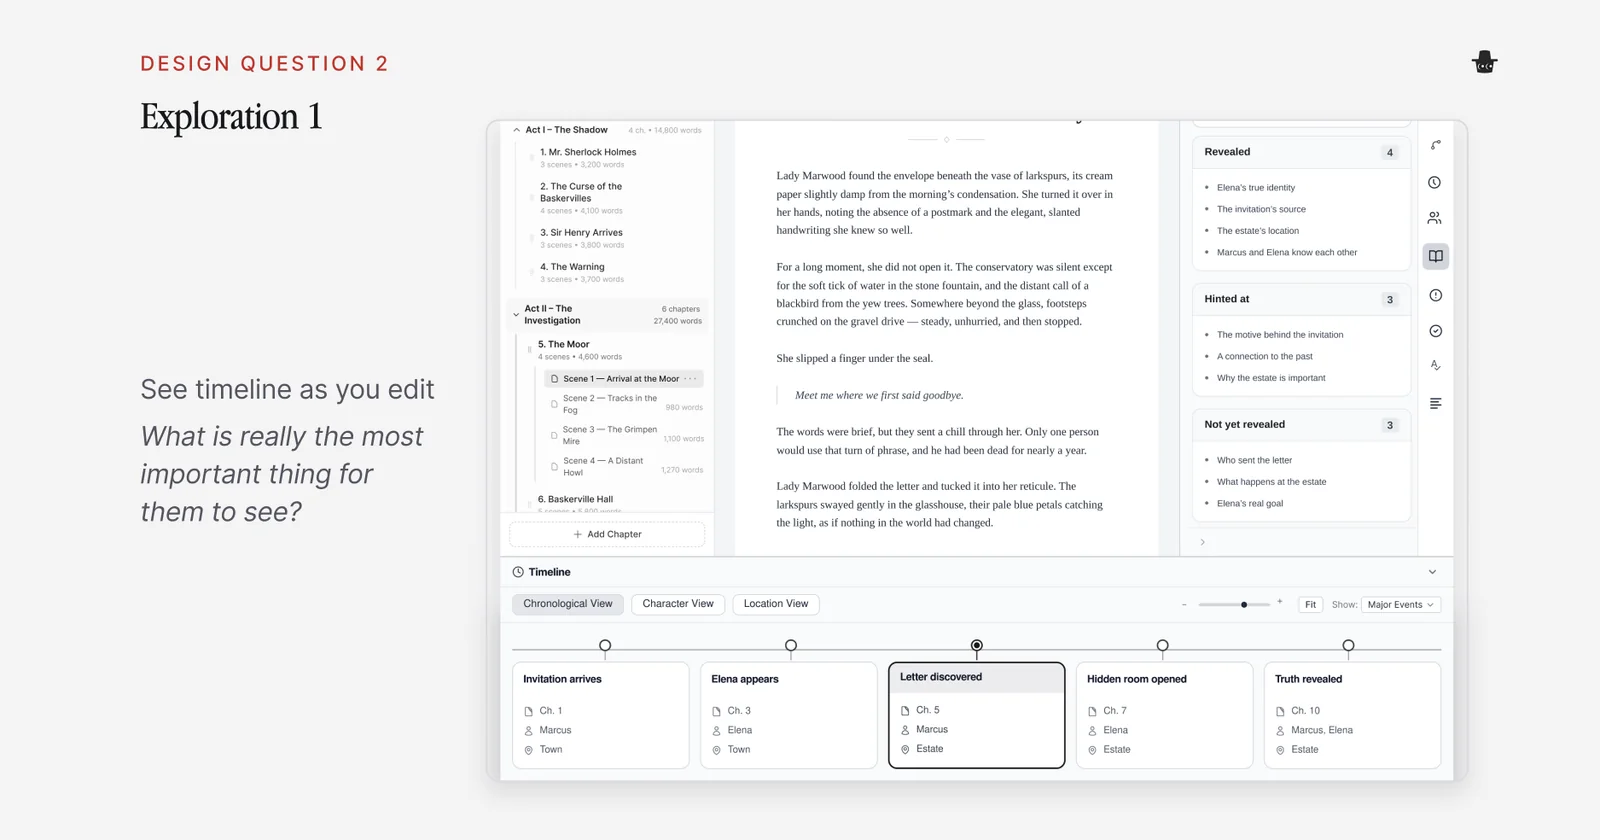 DESIGN QUESTION 2
Exploration 1
See timeline as you edit
What is really the most
important thing for
them to see?
Act I – The Shadow
4 ch. • 14,800 words
1. Mr. Sherlock Holmes
3 scenes • 3,200 words
2. The Curse of the
Baskervilles
4 scenes • 4,100 words
3. Sir Henry Arrives
3 scenes • 3,800 words
4. The Warning
3 scenes • 3,700 words
Act II – The
Investigation
6 chapters
27,400 words
5. The Moor
4 scenes • 4,600 words
Scene 1 — Arrival at the Moor ···
Scene 2 — Tracks in the
Fog
980 words
Scene 3 — The Grimpen
Mire
1,100 words
Scene 4 — A Distant
Howl
1,270 words
6. Baskerville Hall
5 scenes • 5,800 words
+ Add Chapter
Lady Marwood found the envelope beneath the vase of larkspurs, its cream
paper slightly damp from the morning’s condensation. She turned it over in
her hands, noting the absence of a postmark and the elegant, slanted
handwriting she knew so well.
For a long moment, she did not open it. The conservatory was silent except
for the soft tick of water in the stone fountain, and the distant call of a
blackbird from the yew trees. Somewhere beyond the glass, footsteps
crunched on the gravel drive — steady, unhurried, and then stopped.
She slipped a finger under the seal.
Meet me where we first said goodbye.
The words were brief, but they sent a chill through her. Only one person
would use that turn of phrase, and he had been dead for nearly a year.
Lady Marwood folded the letter and tucked it into her reticule. The
larkspurs swayed gently in the glasshouse, their pale blue petals catching
the light, as if nothing in the world had changed.
Revealed 4
• Elena’s true identity
• The invitation’s source
• The estate’s location
• Marcus and Elena know each other
Hinted at 3
• The motive behind the invitation
• A connection to the past
• Why the estate is important
Not yet revealed 3
• Who sent the letter
• What happens at the estate
• Elena’s real goal
Timeline
Chronological View
Character View
Location View
- +
Fit
Show: Major Events
Invitation arrives
Ch. 1
Marcus
Town
Elena appears
Ch. 3
Elena
Town
Letter discovered
Ch. 5
Marcus
Estate
Hidden room opened
Ch. 7
Elena
Estate
Truth revealed
Ch. 10
Marcus, Elena
Estate